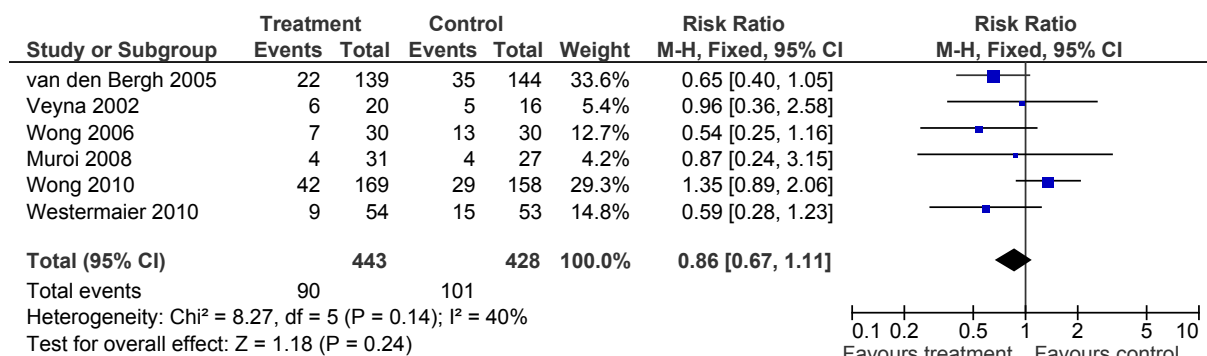 Treatment Control Risk Ratio Risk Ratio
Study or Subgroup Events Total Events Total Weight M-H, Fixed, 95% CI M-H, Fixed, 95% CI
van den Bergh 2005 22 139 35 144 33.6% 0.65 [0.40, 1.05]
Veyna 2002 6 20 5 16 5.4% 0.96 [0.36, 2.58]
Wong 2006 7 30 13 30 12.7% 0.54 [0.25, 1.16]
Muroi 2008 4 31 4 27 4.2% 0.87 [0.24, 3.15]
Wong 2010 42 169 29 158 29.3% 1.35 [0.89, 2.06]
Westermaier 2010 9 54 15 53 14.8% 0.59 [0.28, 1.23]
Total (95% CI) 443 428 100.0% 0.86 [0.67, 1.11]
Total events 90 101
Heterogeneity: Chi² = 8.27, df = 5 (P = 0.14); I² = 40%
Test for overall effect: Z = 1.18 (P = 0.24)
0.1 0.2 0.5 1 2 5 10
Favours treatment Favours control